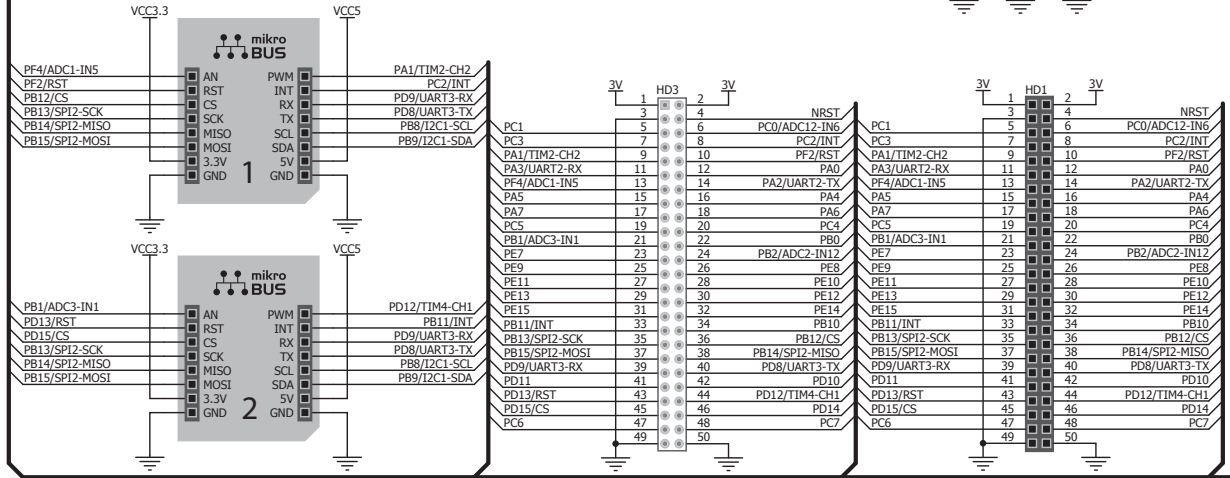 VCC3.3 VCC5
mikro
BUS
PF4/ADC1-IN5 AN PWM PA1/TIM2-CH2
PF2/RST RST INT PC2/INT
PB12/CS CS RX PD9/UART3-RX
PB13/SPI2-SCK SCK TX PD8/UART3-TX
PB14/SPI2-MISO MISO SCL PB8/I2C1-SCL
PB15/SPI2-MOSI MOSI SDA PB9/I2C1-SDA
3.3V 5V
GND 1 GND
VCC3.3 VCC5
mikro
BUS
PB1/ADC3-IN1 AN PWM PD12/TIM4-CH1
PD13/RST RST INT PB11/INT
PD15/CS CS RX PD9/UART3-RX
PB13/SPI2-SCK SCK TX PD8/UART3-TX
PB14/SPI2-MISO MISO SCL PB8/I2C1-SCL
PB15/SPI2-MOSI MOSI SDA PB9/I2C1-SDA
3.3V 5V
GND 2 GND
3V HD3 3V
1 2
3 4 NRST
PC1 5 6 PC0/ADC12-IN6
PC3 7 8 PC2/INT
PA1/TIM2-CH2 9 10 PF2/RST
PA3/UART2-RX 11 12 PA0
PF4/ADC1-IN5 13 14 PA2/UART2-TX
PA5 15 16 PA4
PA7 17 18 PA6
PC5 19 20 PC4
PB1/ADC3-IN1 21 22 PB0
PE7 23 24 PB2/ADC2-IN12
PE9 25 26 PE8
PE11 27 28 PE10
PE13 29 30 PE12
PE15 31 32 PE14
PB11/INT 33 34 PB10
PB13/SPI2-SCK 35 36 PB12/CS
PB15/SPI2-MOSI 37 38 PB14/SPI2-MISO
PD9/UART3-RX 39 40 PD8/UART3-TX
PD11 41 42 PD10
PD13/RST 43 44 PD12/TIM4-CH1
PD15/CS 45 46 PD14
PC6 47 48 PC7
49 50
3V HD1 3V
1 2
3 4 NRST
PC1 5 6 PC0/ADC12-IN6
PC3 7 8 PC2/INT
PA1/TIM2-CH2 9 10 PF2/RST
PA3/UART2-RX 11 12 PA0
PF4/ADC1-IN5 13 14 PA2/UART2-TX
PA5 15 16 PA4
PA7 17 18 PA6
PC5 19 20 PC4
PB1/ADC3-IN1 21 22 PB0
PE7 23 24 PB2/ADC2-IN12
PE9 25 26 PE8
PE11 27 28 PE10
PE13 29 30 PE12
PE15 31 32 PE14
PB11/INT 33 34 PB10
PB13/SPI2-SCK 35 36 PB12/CS
PB15/SPI2-MOSI 37 38 PB14/SPI2-MISO
PD9/UART3-RX 39 40 PD8/UART3-TX
PD11 41 42 PD10
PD13/RST 43 44 PD12/TIM4-CH1
PD15/CS 45 46 PD14
PC6 47 48 PC7
49 50